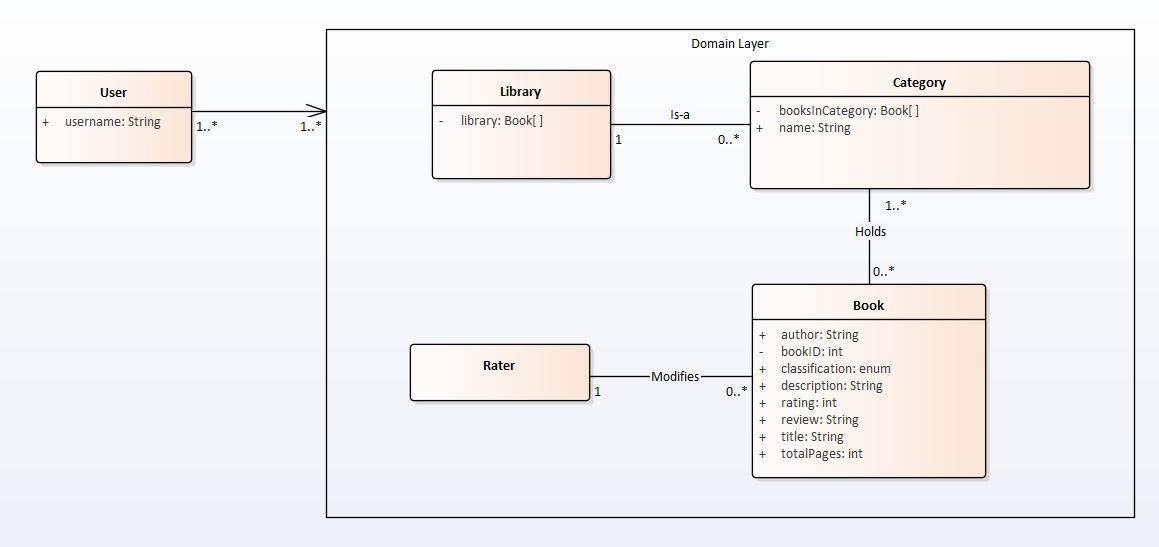 Domain Layer
User
+ username: String
1..*
1..*
Library
- library: Book[ ]
Is-a
1
0..*
Category
- booksInCategory: Book[ ]
+ name: String
1..*
Holds
0..*
Rater
Modifies
1
0..*
Book
+ author: String
- bookID: int
+ classification: enum
+ description: String
+ rating: int
+ review: String
+ title: String
+ totalPages: int